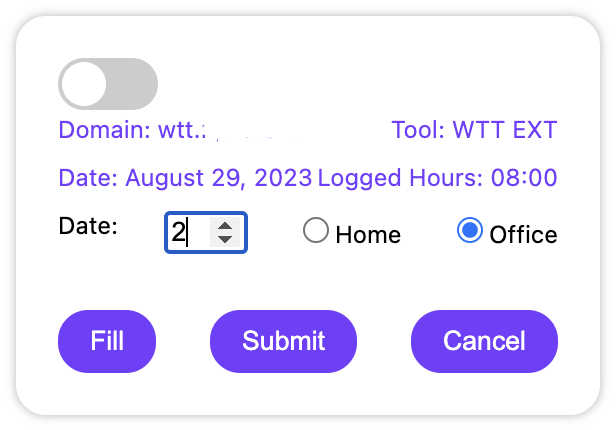 Domain: wtt. Tool: WTT EXT
Date: August 29, 2023 Logged Hours: 08:00
Date: 2 Home Office
Fill Submit Cancel